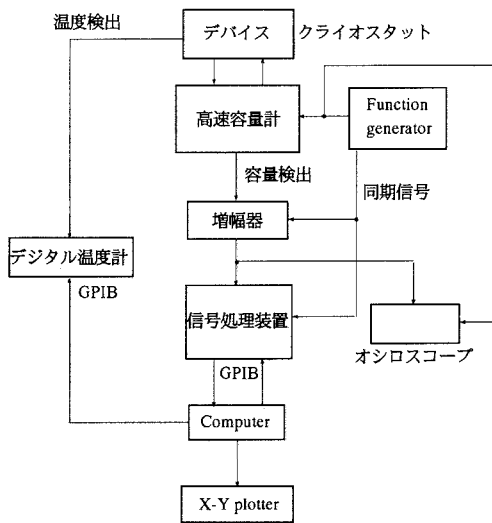 温度検出
デバイス
クライオスタット
高速容量計
Function
generator
容量検出
同期信号
増幅器
デジタル温度計
GPIB
信号処理装置
オシロスコープ
GPIB
Computer
X-Y plotter